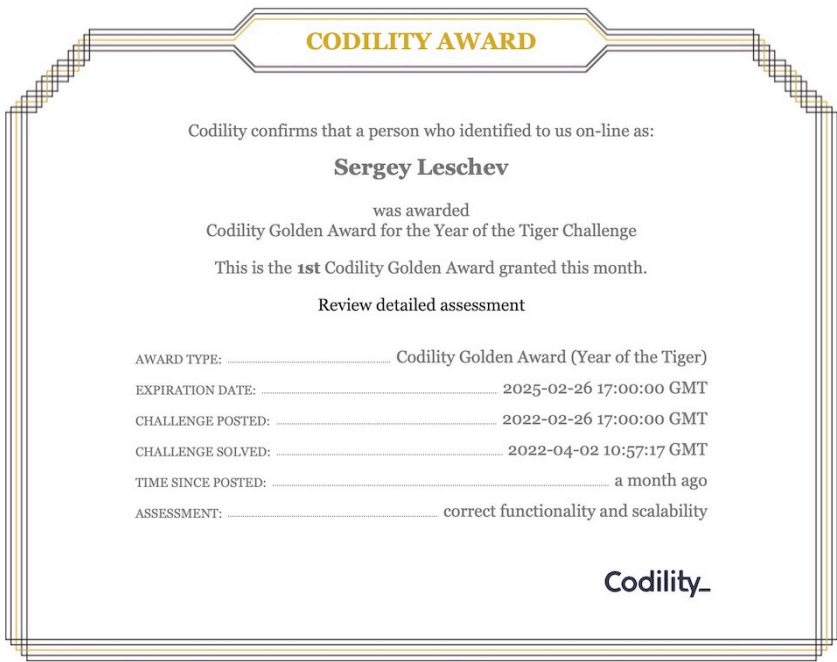 CODILITY AWARD
Codility confirms that a person who identified to us on-line as:
Sergey Leschev
was awarded
Codility Golden Award for the Year of the Tiger Challenge
This is the 1st Codility Golden Award granted this month.
Review detailed assessment
AWARD TYPE: Codility Golden Award (Year of the Tiger)
EXPIRATION DATE: 2025-02-26 17:00:00 GMT
CHALLENGE POSTED: 2022-02-26 17:00:00 GMT
CHALLENGE SOLVED: 2022-04-02 10:57:17 GMT
TIME SINCE POSTED: a month ago
ASSESSMENT: correct functionality and scalability
Codility_